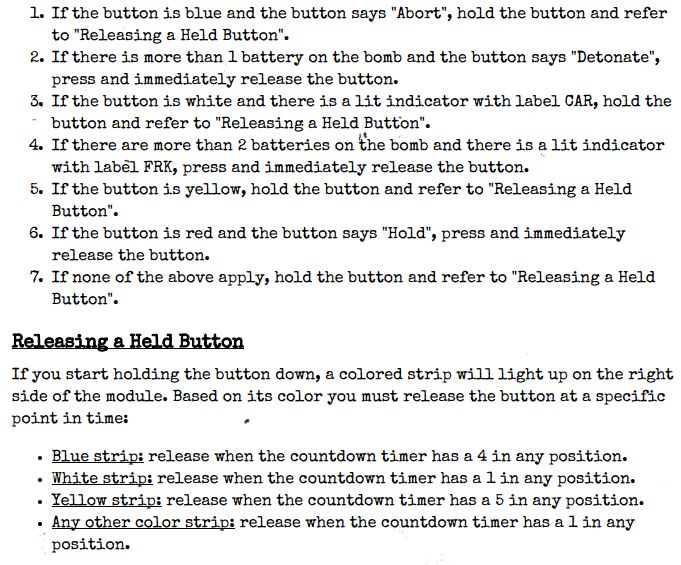 1. If the button is blue and the button says "Abort", hold the button and refer
to "Releasing a Held Button".
2. If there is more than 1 battery on the bomb and the button says "Detonate",
press and immediately release the button.
3. If the button is white and there is a lit indicator with label CAR, hold the
button and refer to "Releasing a Held Button".
4. If there are more than 2 batteries on the bomb and there is a lit indicator
with label FRK, press and immediately release the button.
5. If the button is yellow, hold the button and refer to "Releasing a Held
Button".
6. If the button is red and the button says "Hold", press and immediately
release the button.
7. If none of the above apply, hold the button and refer to "Releasing a Held
Button".
Releasing a Held Button
If you start holding the button down, a colored strip will light up on the right
side of the module. Based on its color you must release the button at a specific
point in time:
• Blue strip: release when the countdown timer has a 4 in any position.
• White strip: release when the countdown timer has a 1 in any position.
• Yellow strip: release when the countdown timer has a 5 in any position.
• Any other color strip: release when the countdown timer has a 1 in any
position.